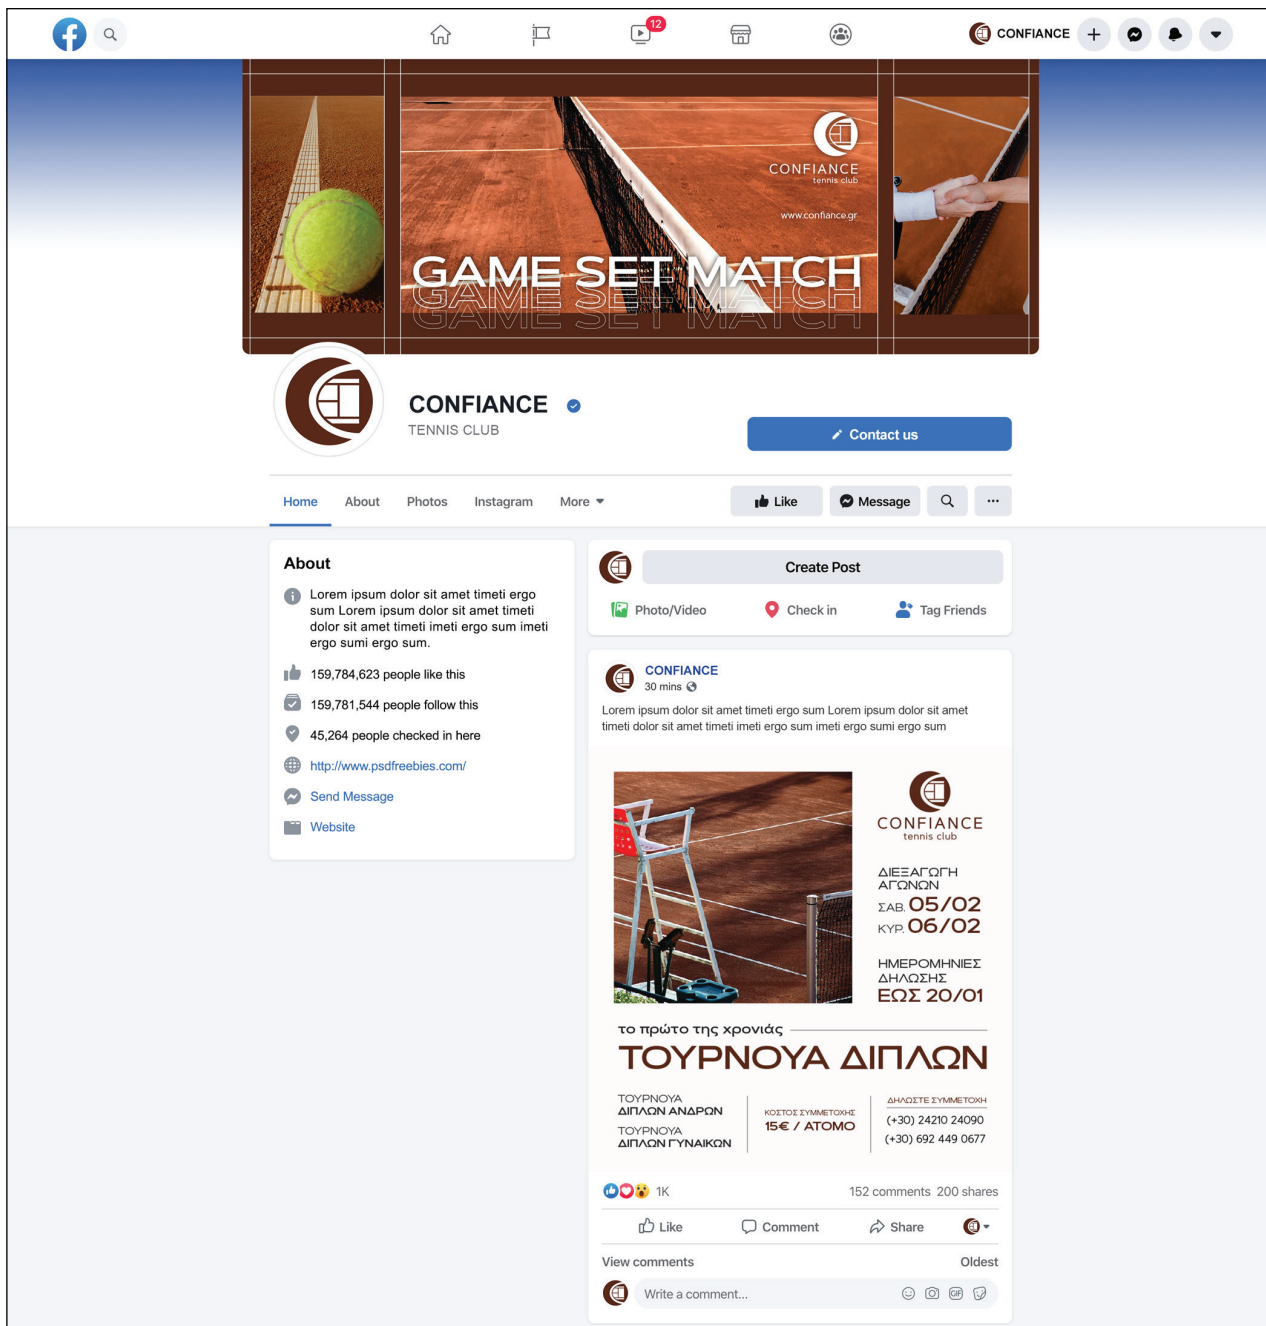 12
CONFIANCE
CONFIANCE
tennis club
www.confiance.gr
GAME SET MATCH
GAME SET MATCH
GAME SET MATCH
CONFIANCE
TENNIS CLUB
Contact us
Home About Photos Instagram More
Like Message
About
Lorem ipsum dolor sit amet timeti ergo
sum Lorem ipsum dolor sit amet timeti
dolor sit amet timeti imeti ergo sum imeti
ergo sumi ergo sum.
159,784,623 people like this
159,781,544 people follow this
45,264 people checked in here
http://www.psdfreebies.com/
Send Message
Website
Create Post
Photo/Video Check in Tag Friends
CONFIANCE
30 mins
Lorem ipsum dolor sit amet timeti ergo sum Lorem ipsum dolor sit amet
timeti dolor sit amet timeti imeti ergo sum imeti ergo sumi ergo sum
CONFIANCE
tennis club
ΔΙΕΞΑΓΩΓΗ
ΑΓΩΝΩΝ
ΣΑΒ. 05/02
ΚΥΡ. 06/02
ΗΜΕΡΟΜΗΝΙΕΣ
ΔΗΛΩΣΗΣ
ΕΩΣ 20/01
το πρώτο της χρονιάς
ΤΟΥΡΝΟΥΑ ΔΙΠΛΩΝ
ΤΟΥΡΝΟΥΑ
ΔΙΠΛΩΝ ΑΝΔΡΩΝ
ΤΟΥΡΝΟΥΑ
ΔΙΠΛΩΝ ΓΥΝΑΙΚΩΝ
ΚΟΣΤΟΣ ΣΥΜΜΕΤΟΧΗΣ
15€ / ΑΤΟΜΟ
ΔΗΛΩΣΤΕ ΣΥΜΜΕΤΟΧΗ
(+30) 24210 24090
(+30) 692 449 0677
1K 152 comments 200 shares
Like Comment Share
View comments Oldest
Write a comment... GIF